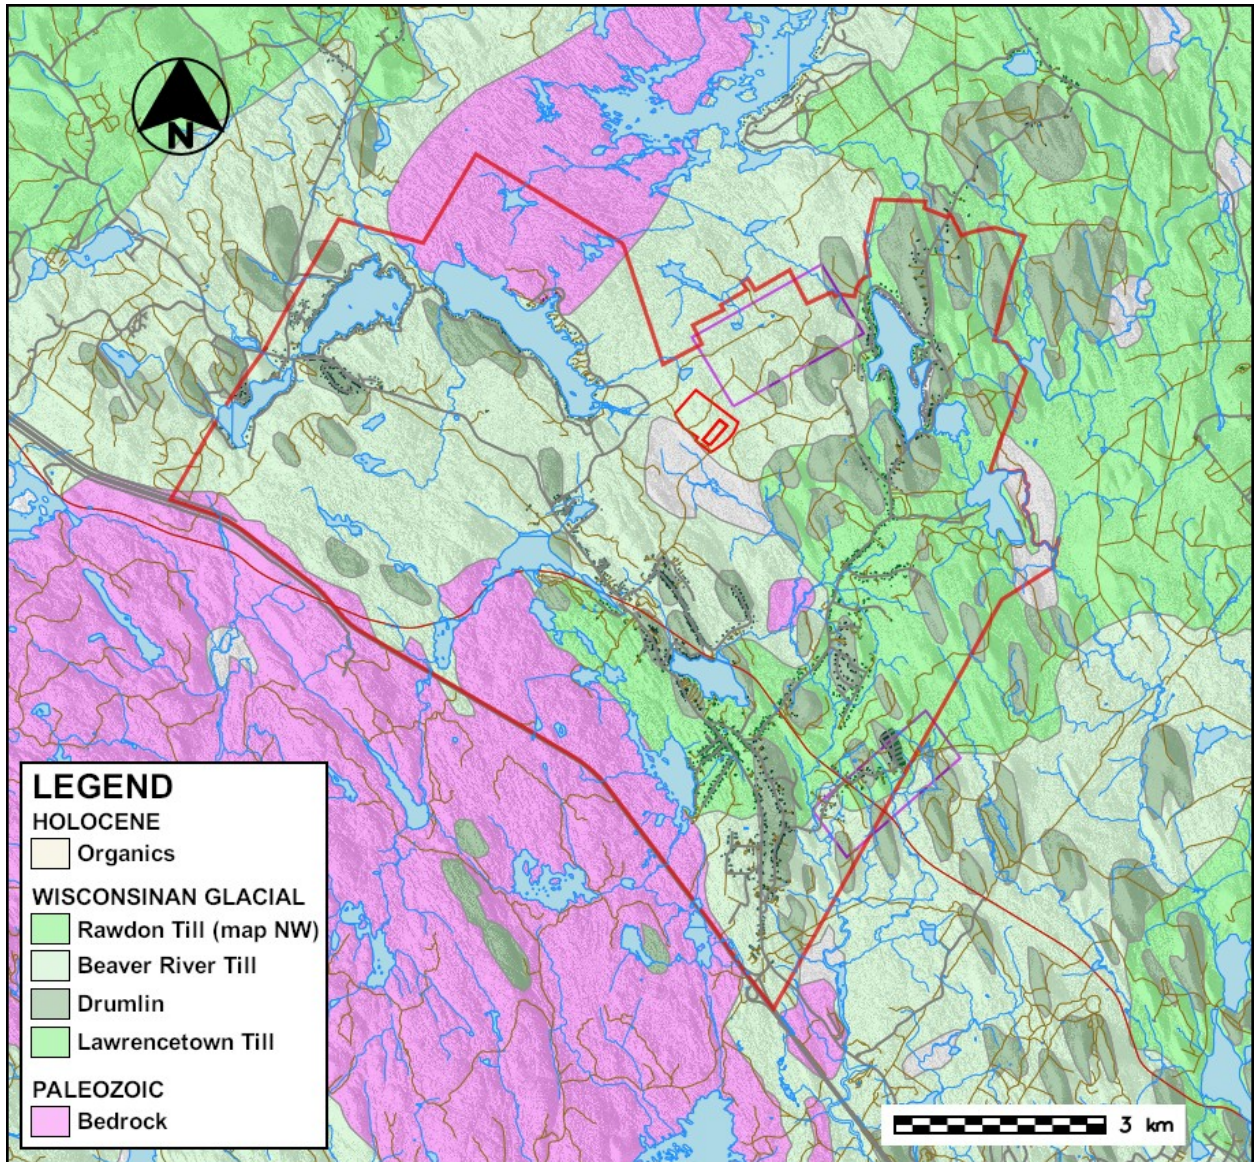 N
LEGEND
HOLOCENE
Organics
WISCONSINAN GLACIAL
Rawdon Till (map NW)
Beaver River Till
Drumlin
Lawrencetown Till
PALEOZOIC
Bedrock
3 km